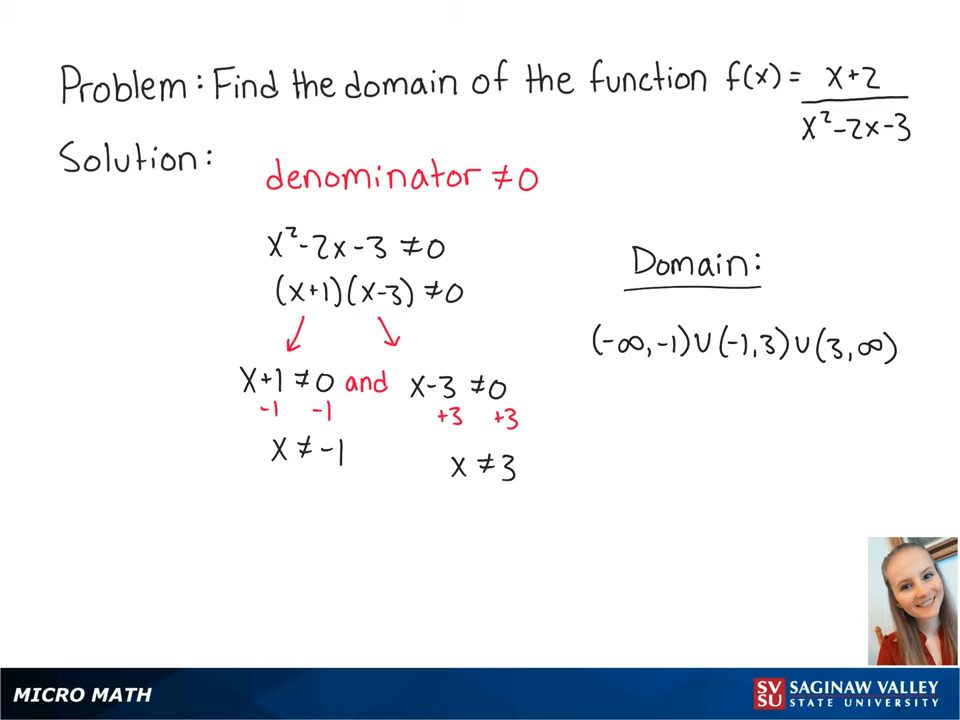 Problem: Find the domain of the function f(x) = x+2 / x²-2x-3
Solution:
denominator ≠ 0
x²-2x-3 ≠ 0
(x+1)(x-3) ≠ 0
x+1 ≠ 0 and x-3 ≠ 0
-1 -1 +3 +3
x ≠ -1
x ≠ 3
Domain:
(-∞,-1)∪(-1,3)∪(3,∞)
MICRO MATH
SV SU SAGINAW VALLEY
STATE UNIVERSITY